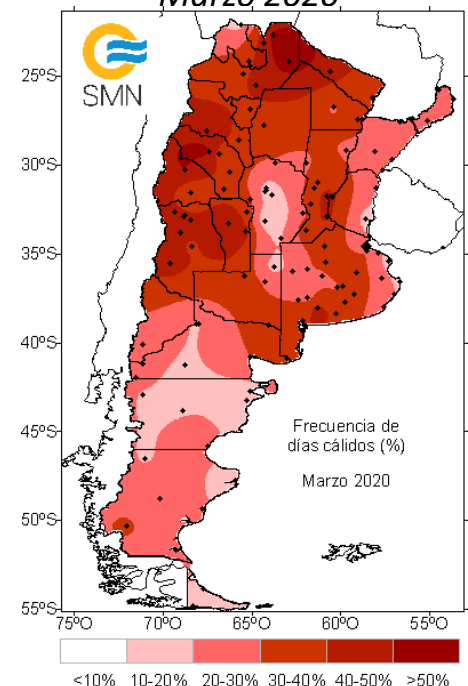 Marzo 2020
SMN
25ºS
30ºS
35ºS
40ºS
45ºS
50ºS
55ºS
Frecuencia de
días cálidos (%)
Marzo 2020
75ºO 70ºO 65ºO 60ºO 55ºO
<10% 10-20% 20-30% 30-40% 40-50% >50%